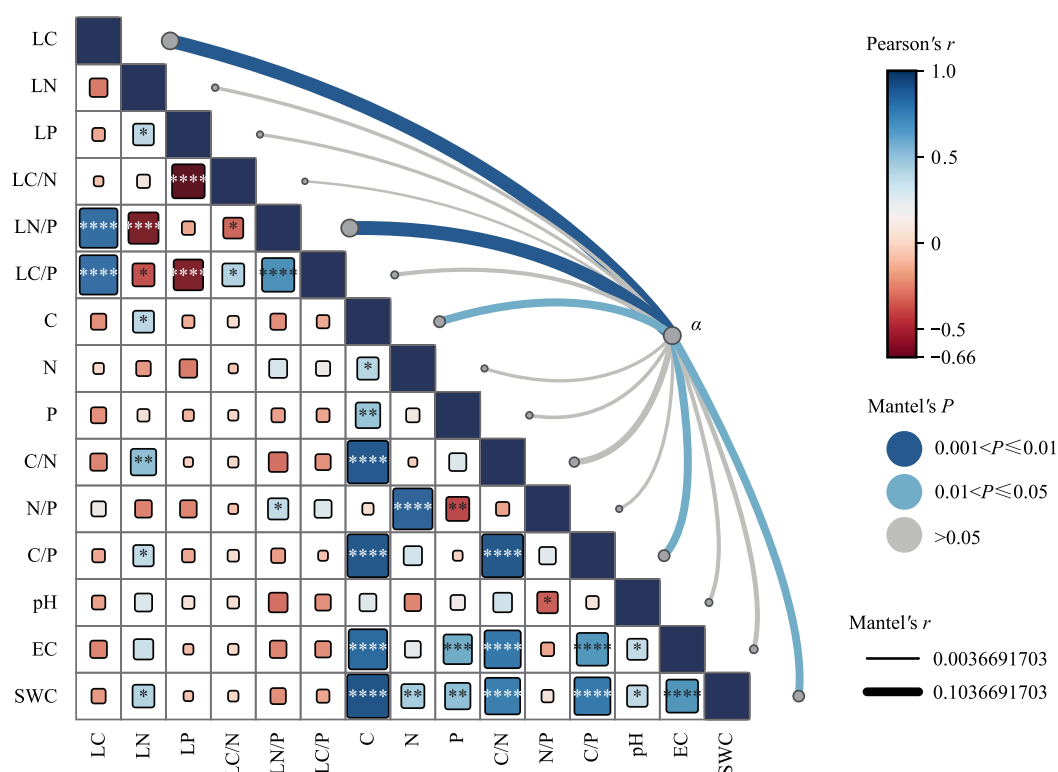 LC
LN
LP *
LC/N ****
LN/P **** **** *
LC/P **** * **** * ****
C *
N *
P **
C/N ** ****
N/P * **** **
C/P * **** ****
pH *
EC **** *** **** **** *
SWC * **** ** ** **** **** * ****
LC LN LP LC/N LN/P LC/P C N P C/N N/P C/P pH EC SWC
α
Pearson's r
1.0
0.5
0
−0.5
−0.66
Mantel's P
0.001<P≤0.01
0.01<P≤0.05
>0.05
Mantel's r
0.0036691703
0.1036691703